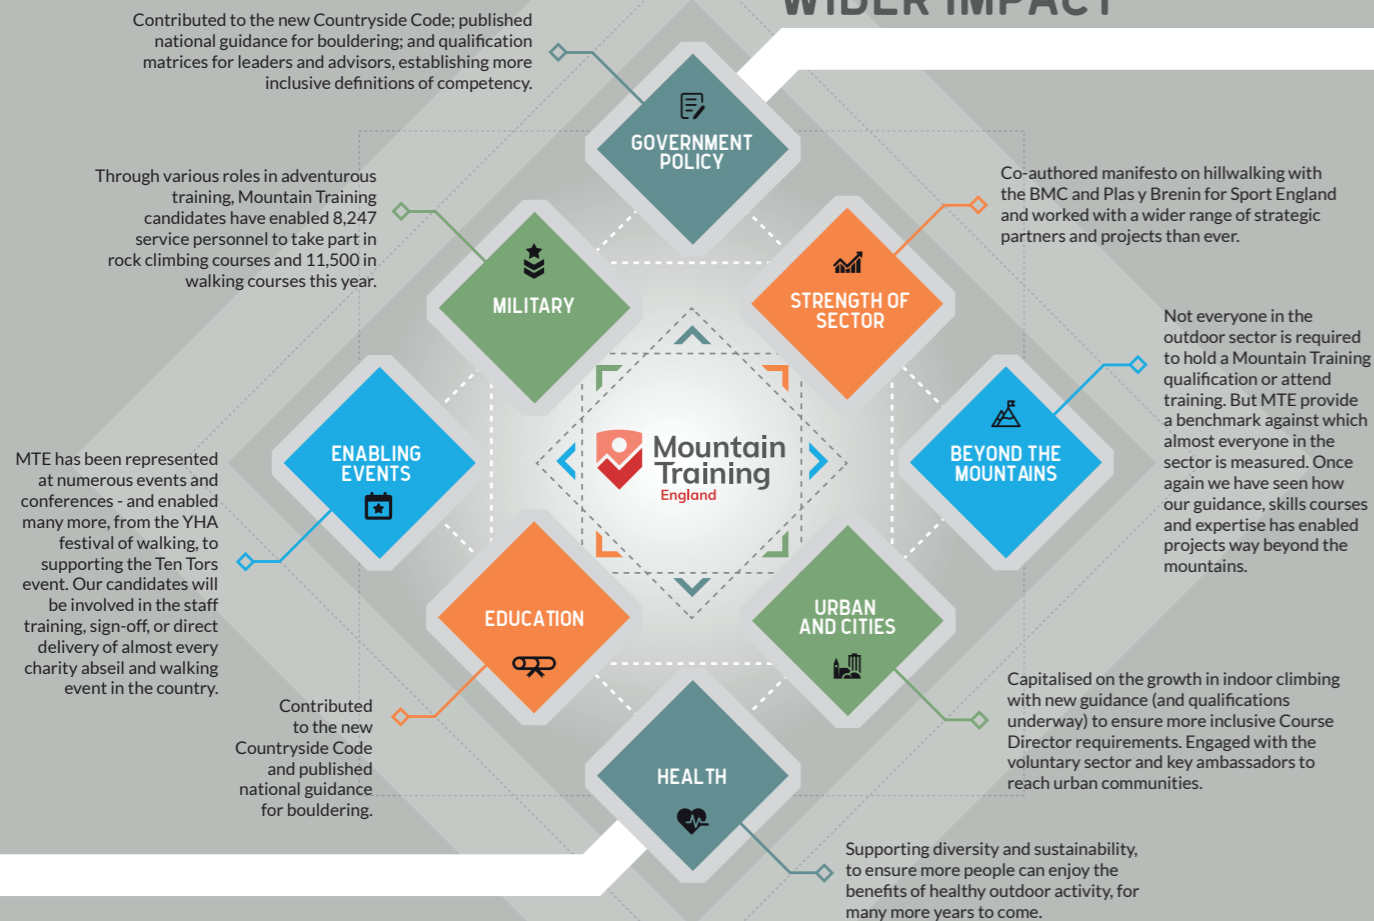 WIDER IMPACT
Contributed to the new Countryside Code; published
national guidance for bouldering; and qualification
matrices for leaders and advisors, establishing more
inclusive definitions of competency.
GOVERNMENT
POLICY
Through various roles in adventurous
training, Mountain Training
candidates have enabled 8,247
service personnel to take part in
rock climbing courses and 11,500 in
walking courses this year.
MILITARY
Co-authored manifesto on hillwalking with
the BMC and Plas y Brenin for Sport England
and worked with a wider range of strategic
partners and projects than ever.
STRENGTH OF
SECTOR
Not everyone in the
outdoor sector is required
to hold a Mountain Training
qualification or attend
training. But MTE provide
a benchmark against which
almost everyone in the
sector is measured. Once
again we have seen how
our guidance, skills courses
and expertise has enabled
projects way beyond the
mountains.
BEYOND THE
MOUNTAINS
Mountain
Training
England
ENABLING
EVENTS
MTE has been represented
at numerous events and
conferences - and enabled
many more, from the YHA
festival of walking, to
supporting the Ten Tors
event. Our candidates will
be involved in the staff
training, sign-off, or direct
delivery of almost every
charity abseil and walking
event in the country.
EDUCATION
Contributed
to the new
Countryside Code
and published
national guidance
for bouldering.
URBAN
AND CITIES
Capitalised on the growth in indoor climbing
with new guidance (and qualifications
underway) to ensure more inclusive Course
Director requirements. Engaged with the
voluntary sector and key ambassadors to
reach urban communities.
HEALTH
Supporting diversity and sustainability,
to ensure more people can enjoy the
benefits of healthy outdoor activity, for
many more years to come.